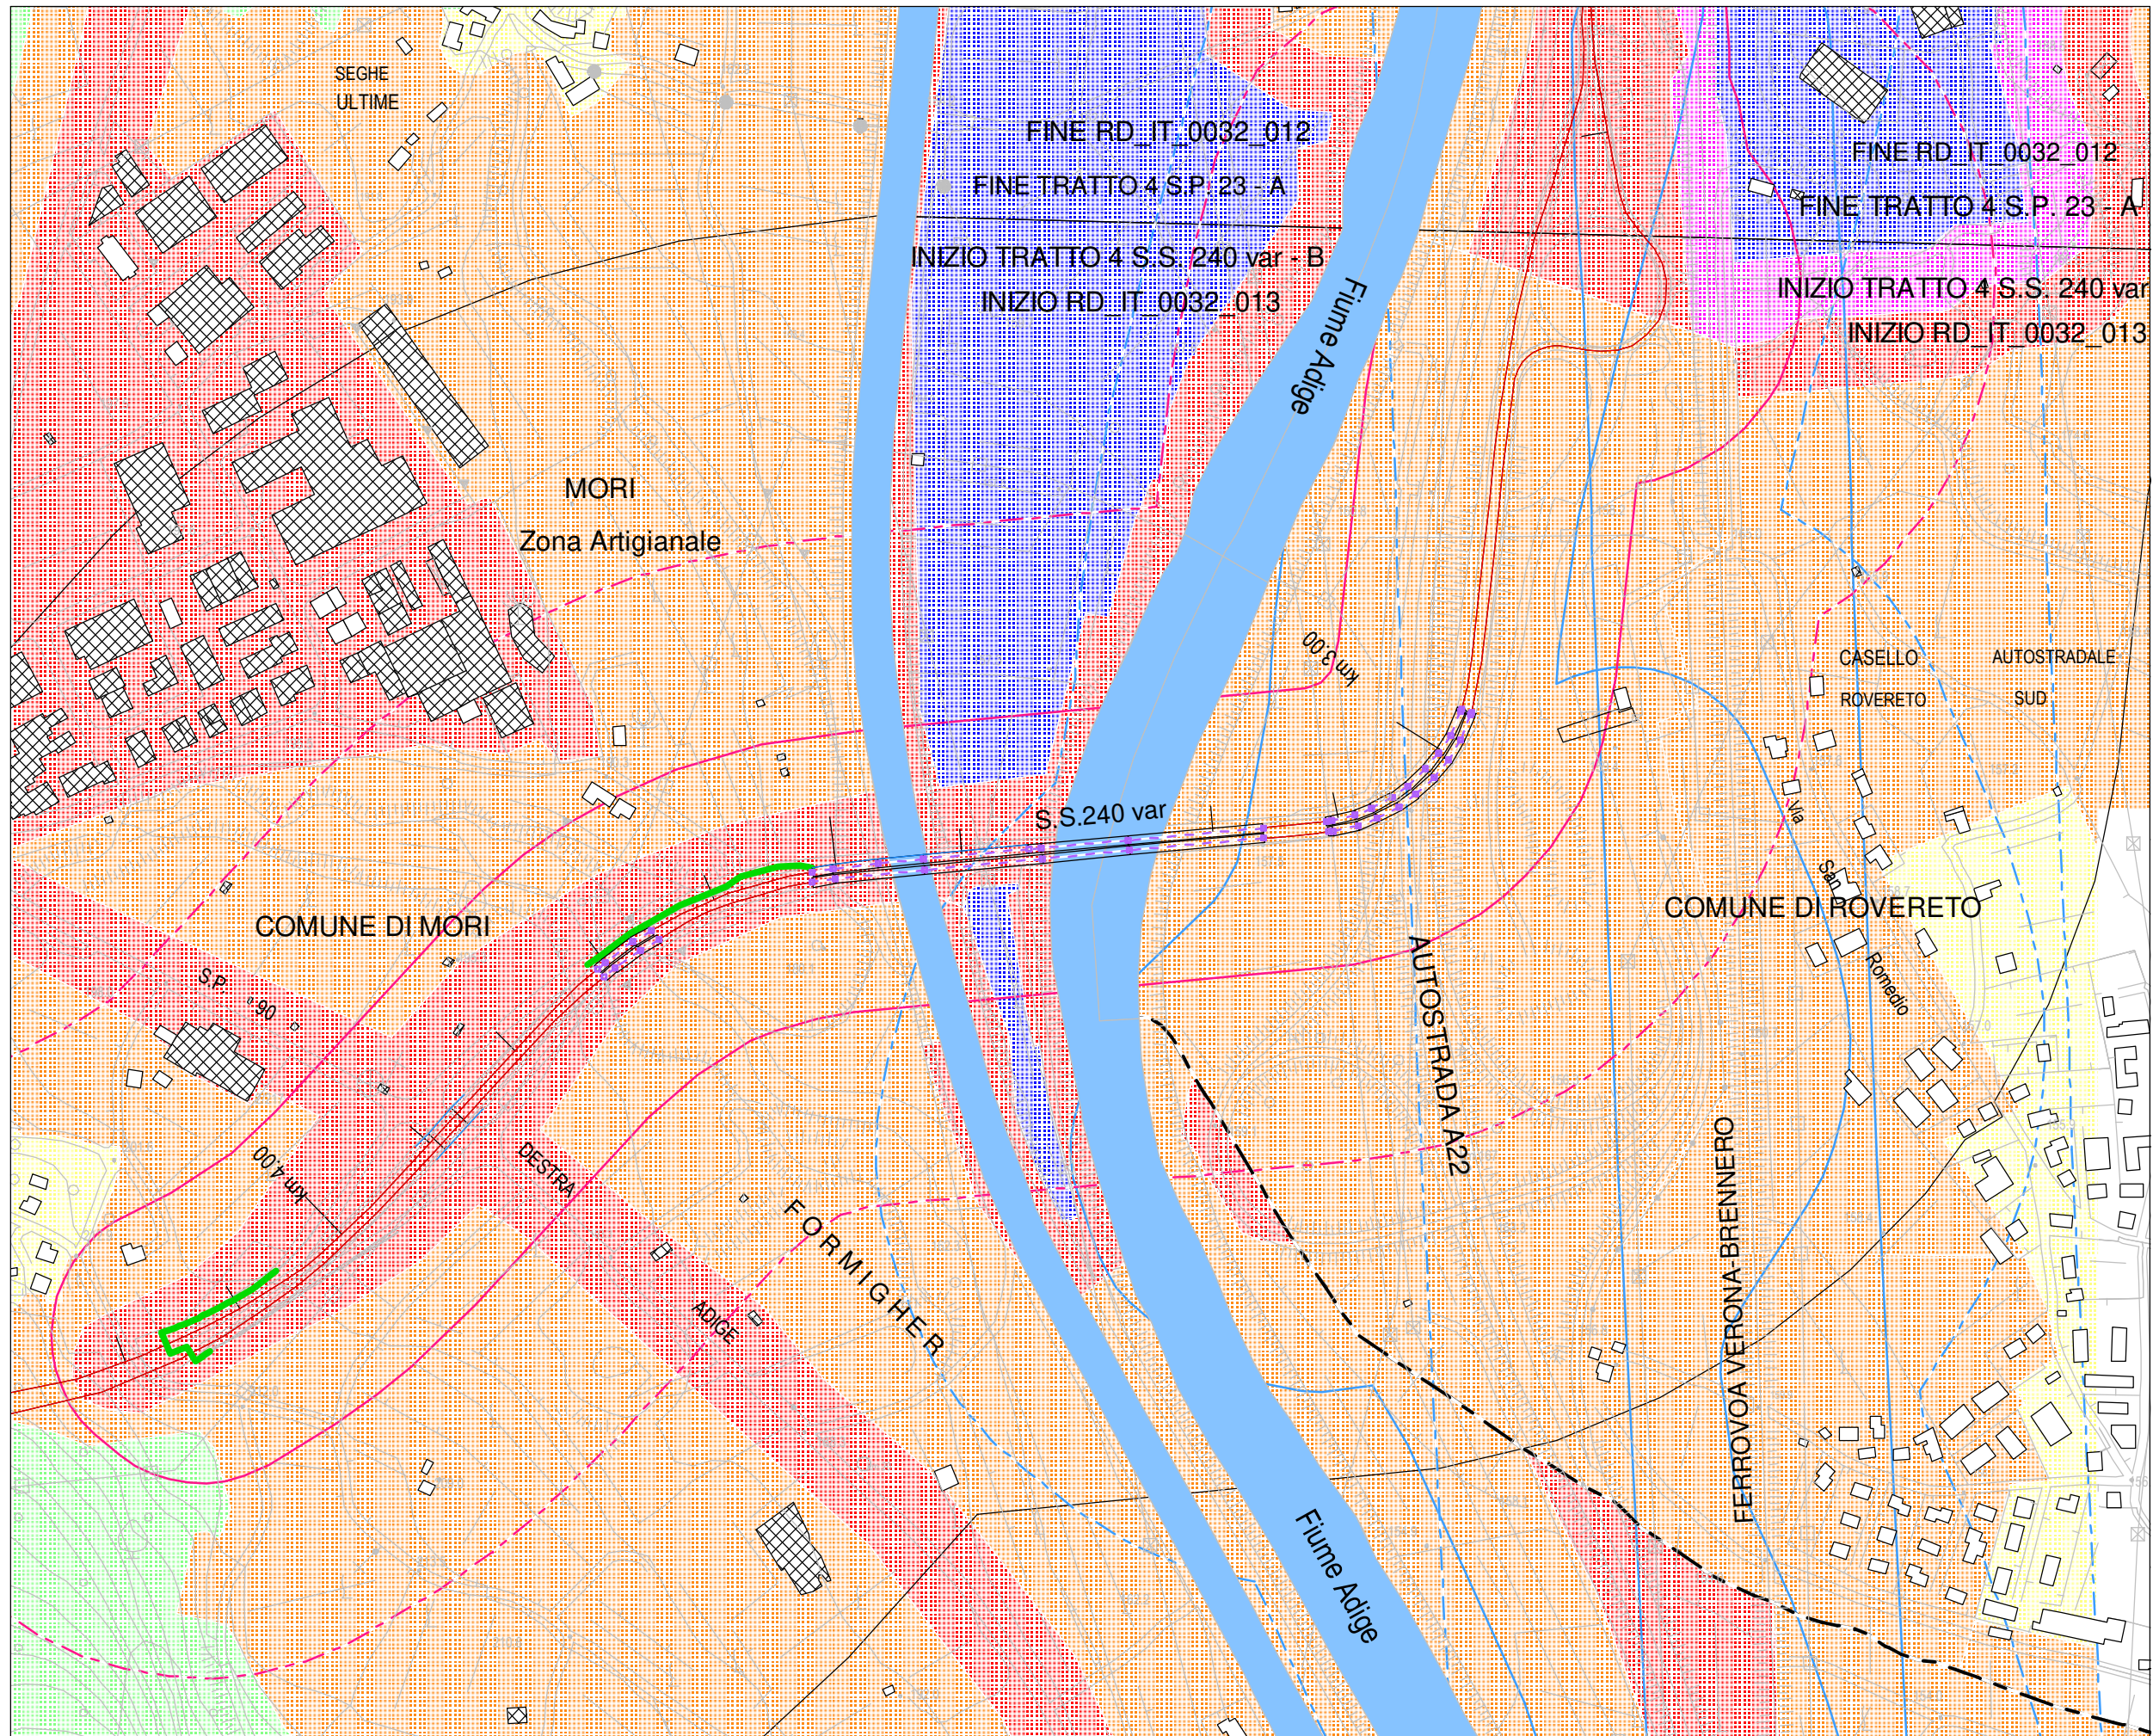 SEGHE
ULTIME
FINE RD_IT_0032_012
FINE TRATTO 4 S.P. 23 - A
INIZIO TRATTO 4 S.S. 240 var - B
INIZIO RD_IT_0032_013
FINE RD_IT_0032_012
FINE TRATTO 4 S.P. 23 - A
INIZIO TRATTO 4 S.S. 240 var
INIZIO RD_IT_0032_013
Fiume Adige
MORI
Zona Artigianale
km 3.00
CASELLO AUTOSTRADALE
ROVERETO SUD
S.S.240 var
Via
San
Romedio
COMUNE DI MORI
COMUNE DI ROVERETO
S.P. 90
AUTOSTRADA A22
km 4.00
DESTRA
ADIGE
FORMIGHER
FERROVOA VERONA-BRENNERO
Fiume Adige